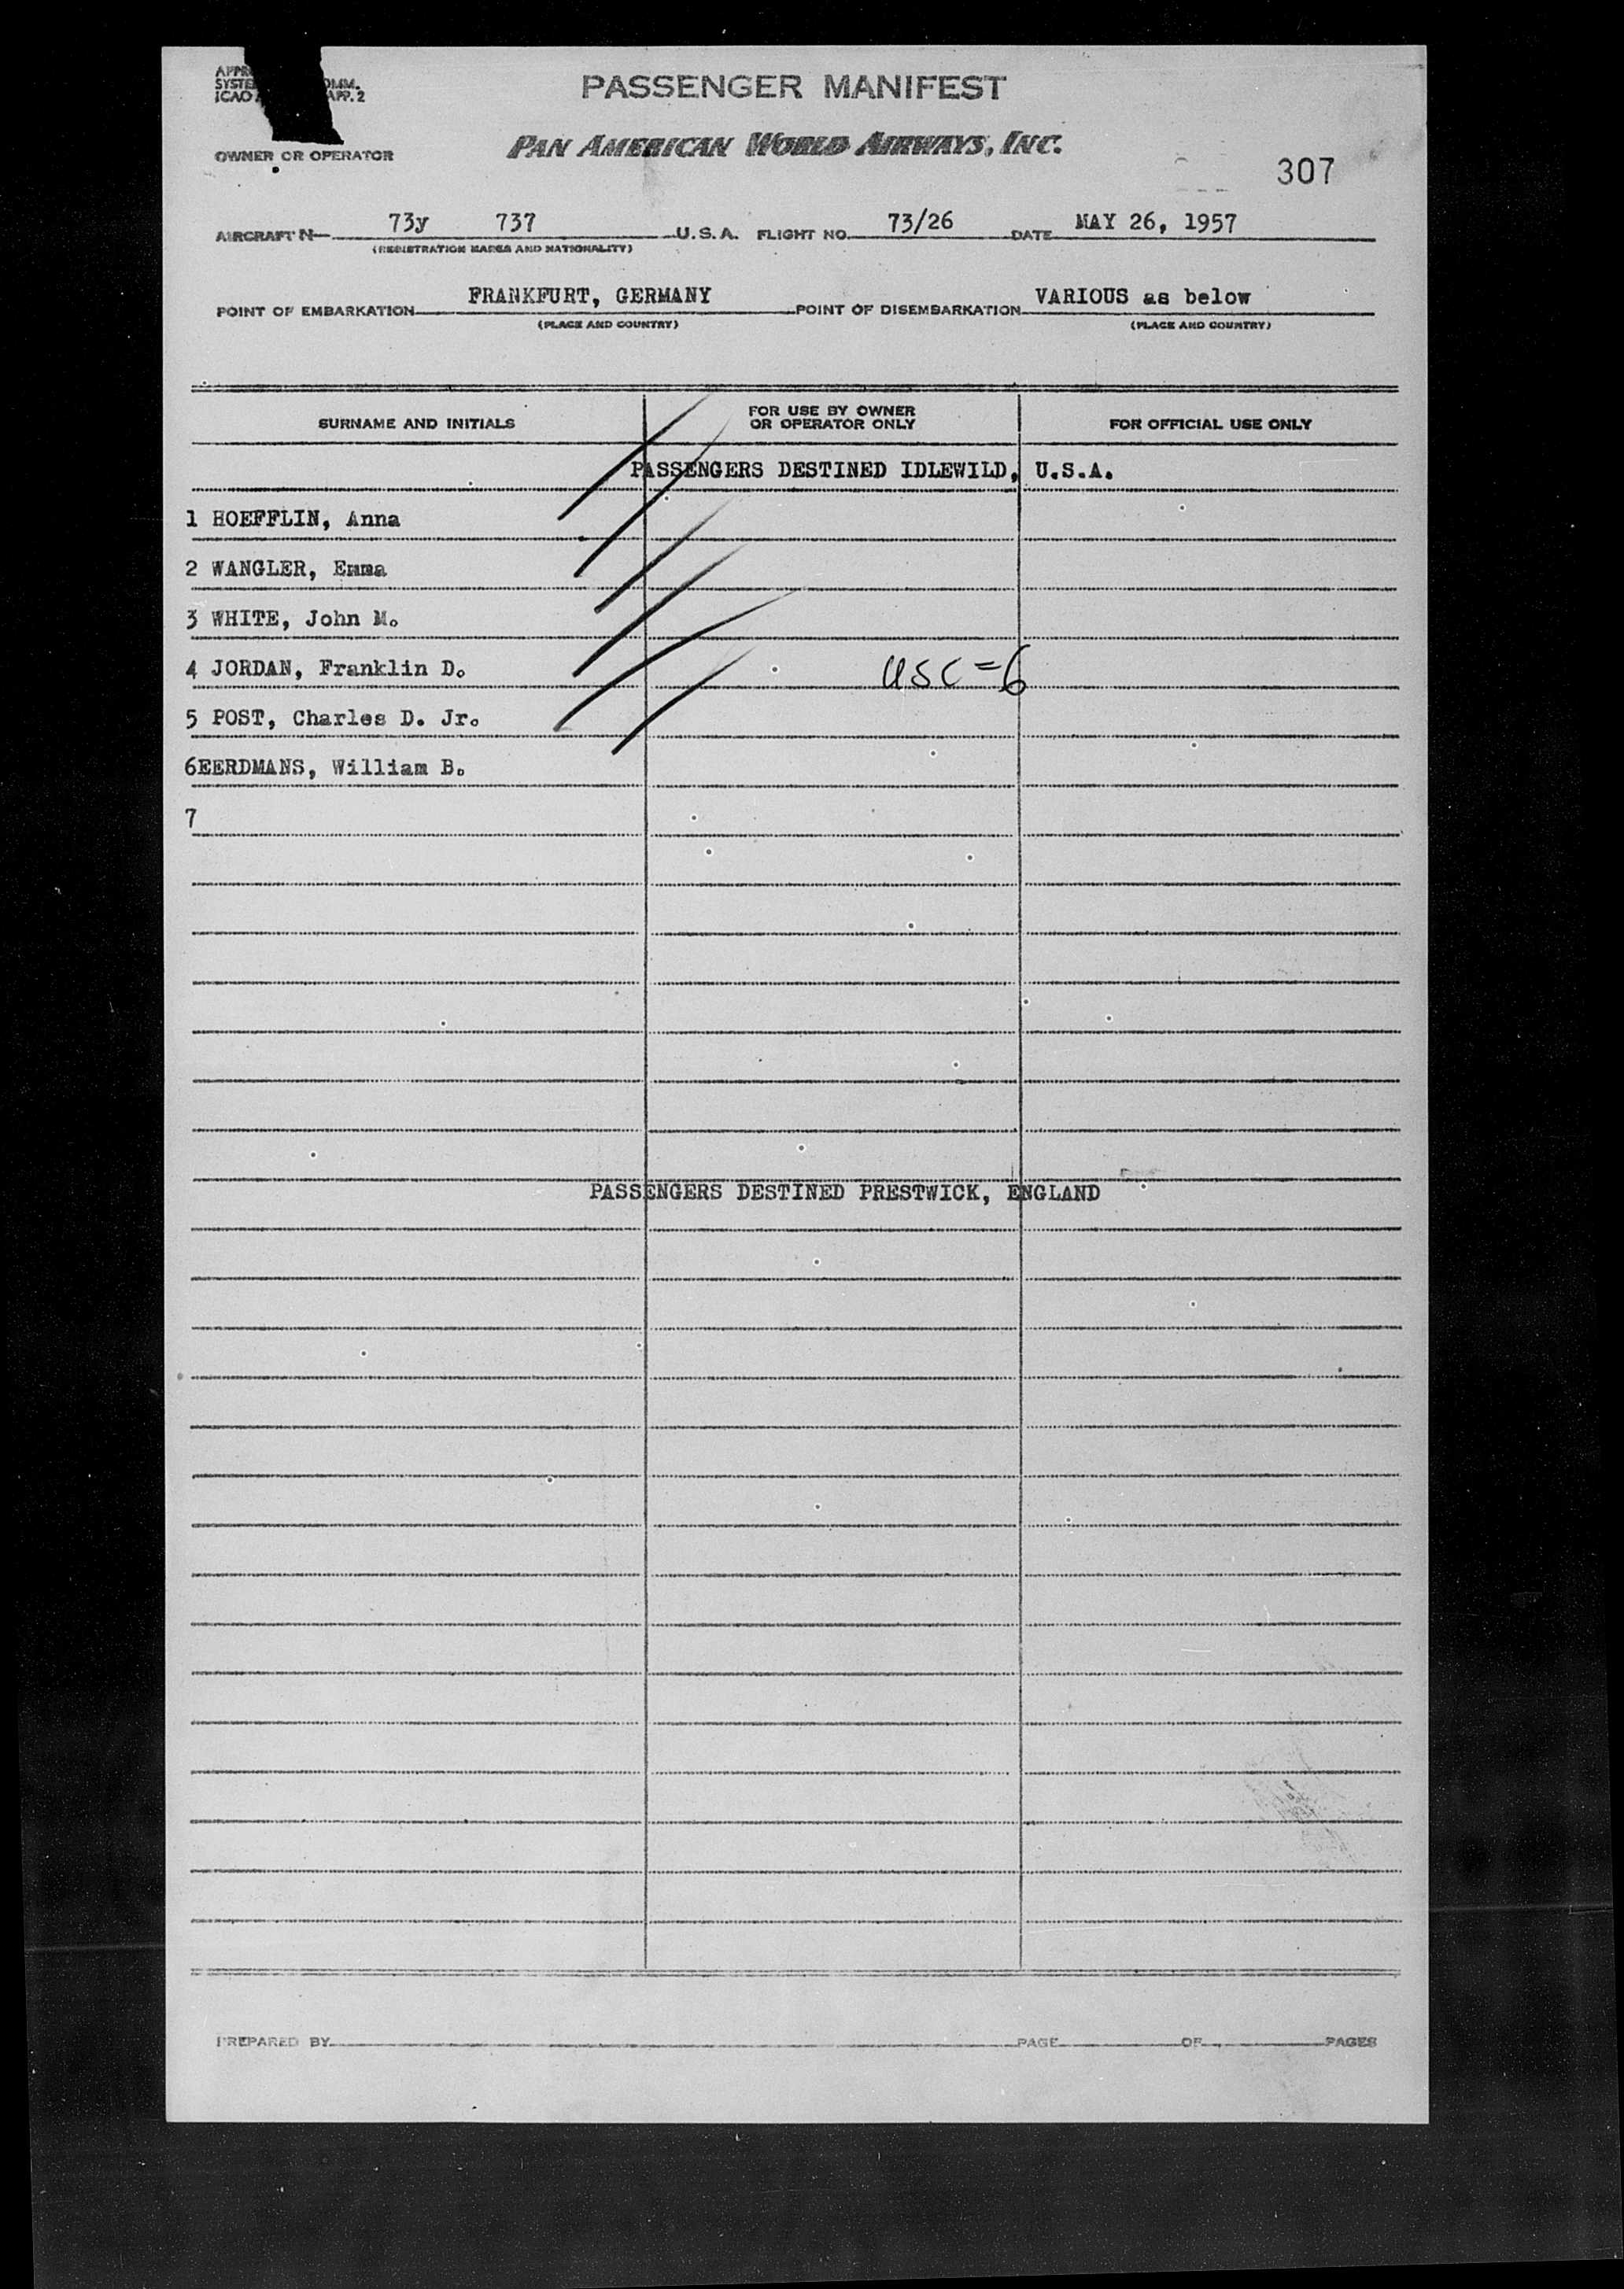 PASSENGER MANIFEST
APP.2
PAN AMERICAN WORLD AIRWAYS, INC.
OWNER OR OPERATOR
307
AIRCRAFT N 73y 737 U.S.A. FLIGHT NO. 73/26 DATE MAY 26, 1957
(REGISTRATION MARKS AND NATIONALITY)
POINT OF EMBARKATION FRANKFURT, GERMANY POINT OF DISEMBARKATION VARIOUS as below
(PLACE AND COUNTRY) (PLACE AND COUNTRY)
SURNAME AND INITIALS FOR USE BY OWNER OR OPERATOR ONLY FOR OFFICIAL USE ONLY
PASSENGERS DESTINED IDLEWILD, U.S.A.
1 HOEFFLIN, Anna
2 WANGLER, Emma
3 WHITE, John M.
4 JORDAN, Franklin D. USC = 6
5 POST, Charles D. Jr.
6EERDMANS, William B.
7
PASSENGERS DESTINED PRESTWICK, ENGLAND
PREPARED BY PAGE OF PAGES